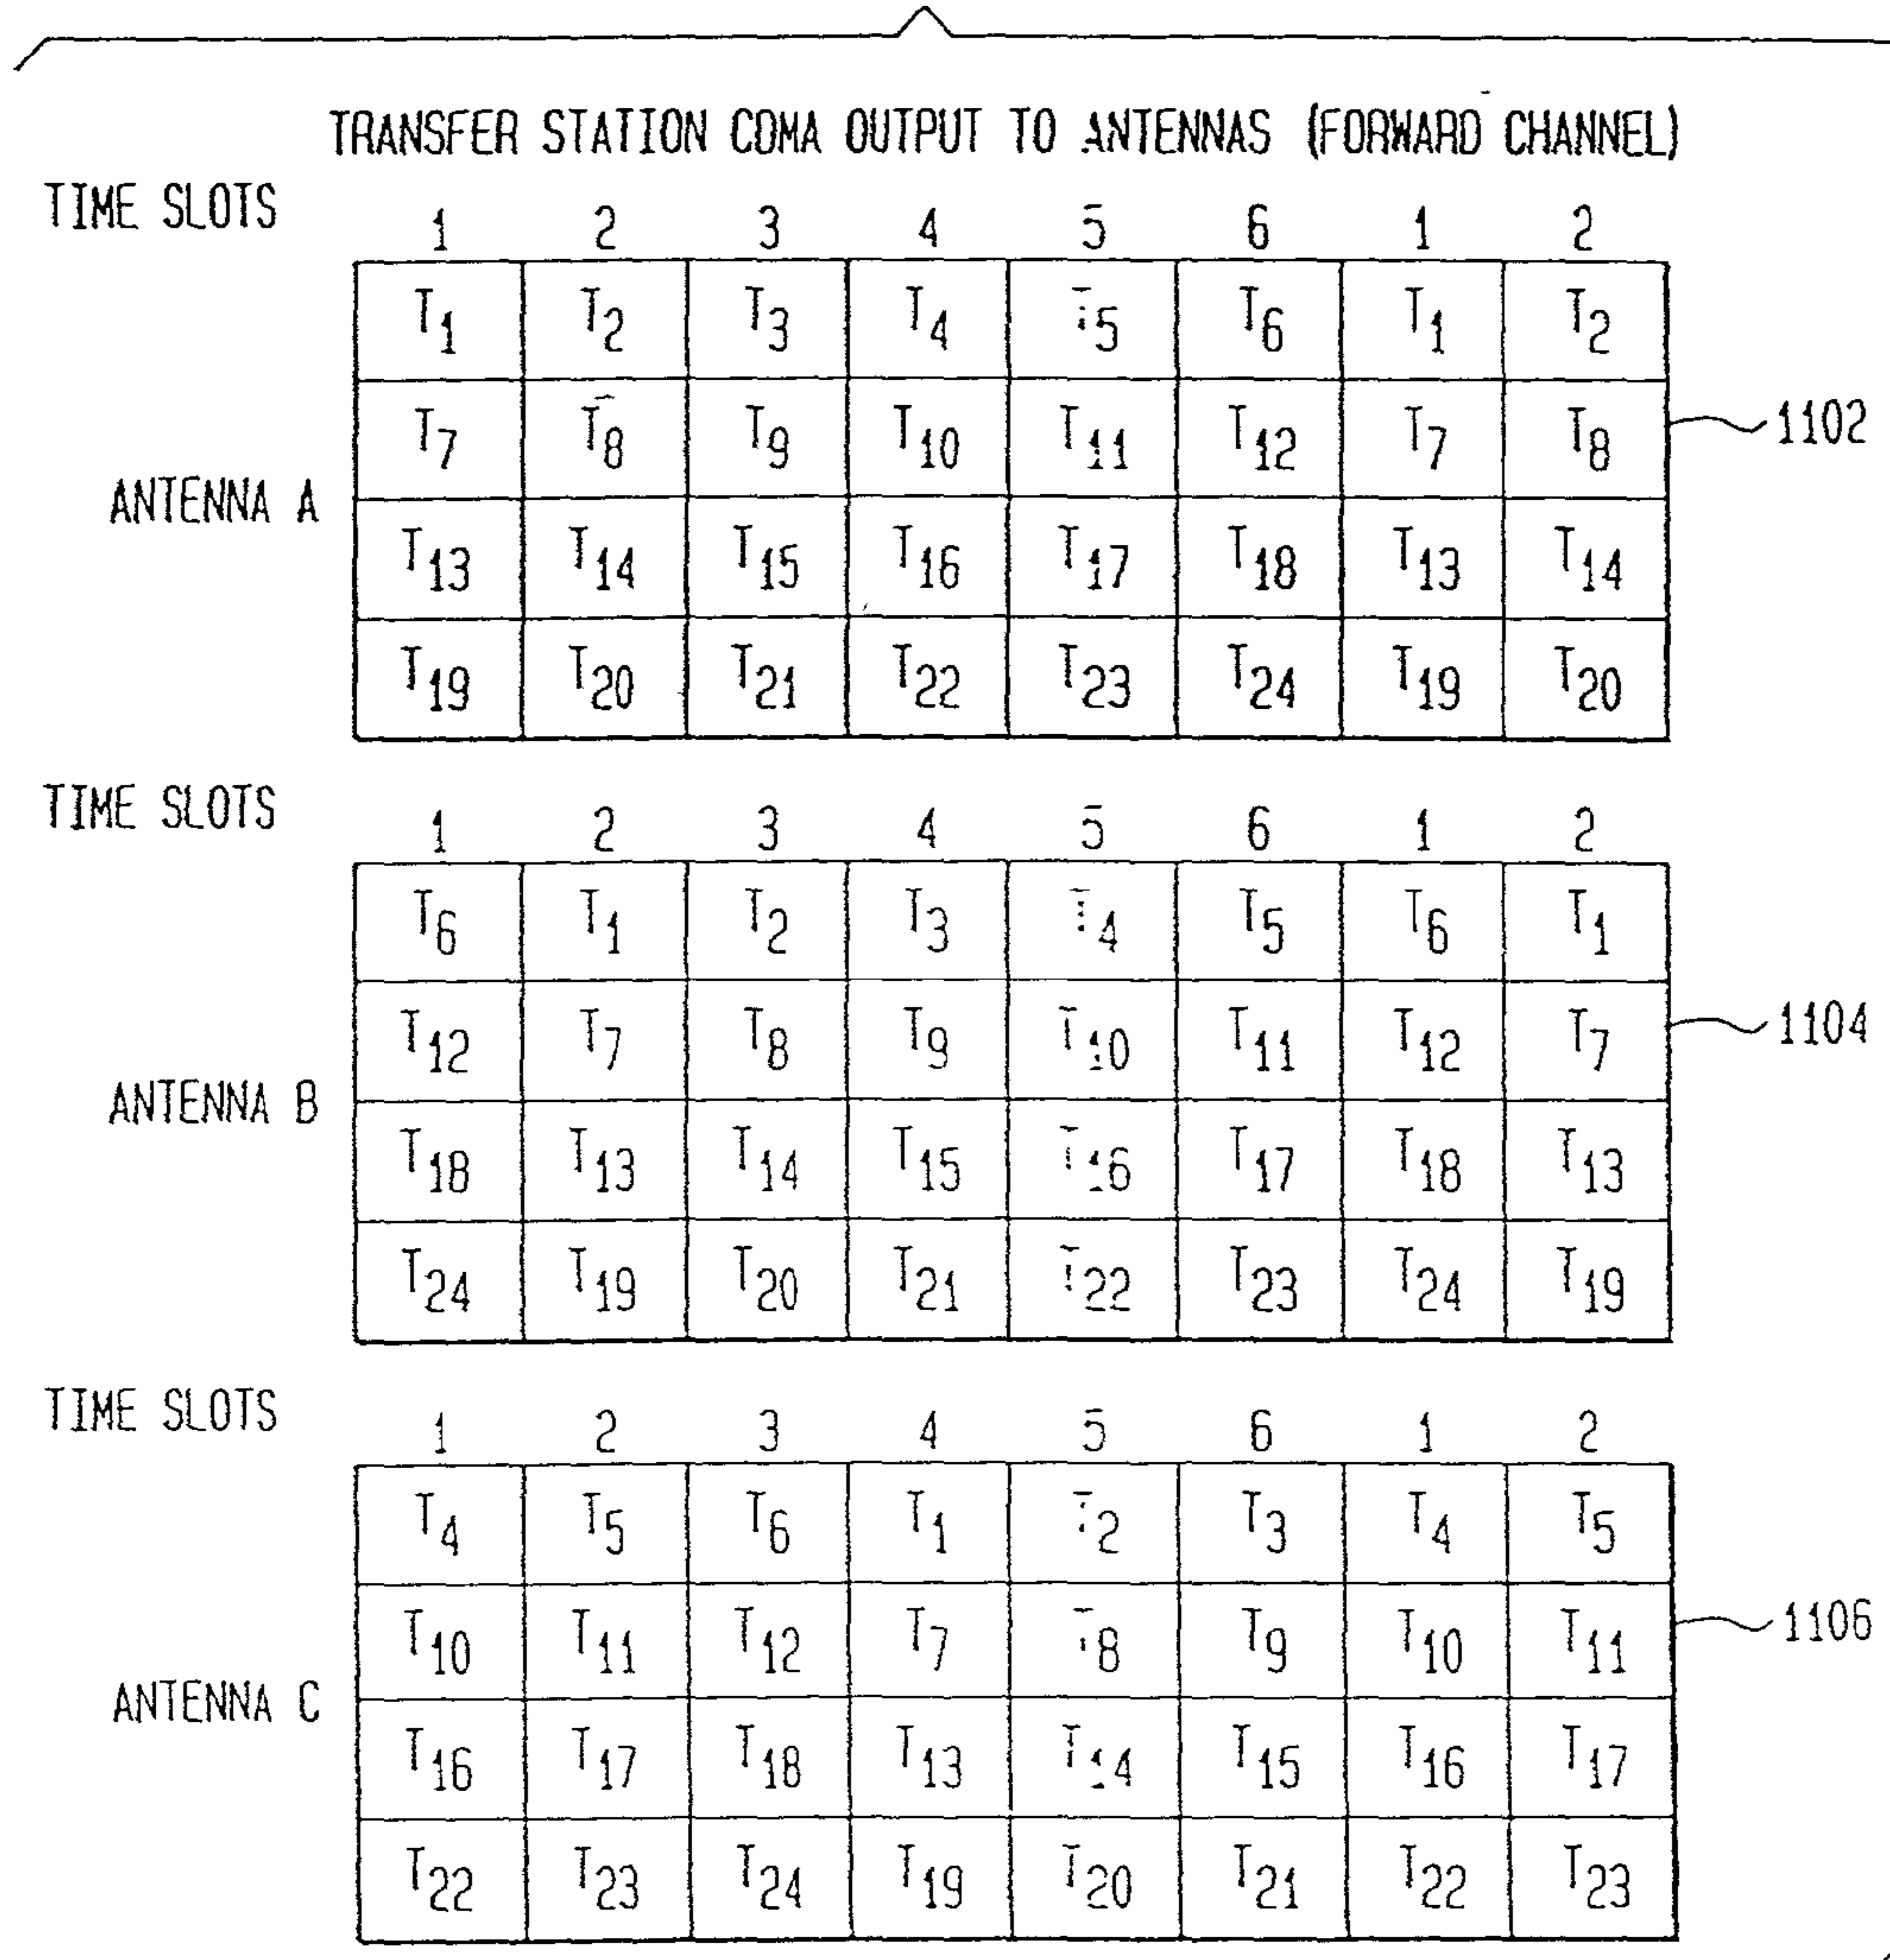 TRANSFER STATION CDMA OUTPUT TO ANTENNAS (FORWARD CHANNEL)
TIME SLOTS 1 2 3 4 5 6 1 2
T1 T2 T3 T4 T5 T6 T1 T2
T7 T8 T9 T10 T11 T12 T7 T8 1102
ANTENNA A
T13 T14 T15 T16 T17 T18 T13 T14
T19 T20 T21 T22 T23 T24 T19 T20
TIME SLOTS 1 2 3 4 5 6 1 2
T6 T1 T2 T3 T4 T5 T6 T1
T12 T7 T8 T9 T10 T11 T12 T7 1104
ANTENNA B
T18 T13 T14 T15 T16 T17 T18 T13
T24 T19 T20 T21 T22 T23 T24 T19
TIME SLOTS 1 2 3 4 5 6 1 2
T4 T5 T6 T1 T2 T3 T4 T5
T10 T11 T12 T7 T8 T9 T10 T11 1106
ANTENNA C
T16 T17 T18 T13 T14 T15 T16 T17
T22 T23 T24 T19 T20 T21 T22 T23